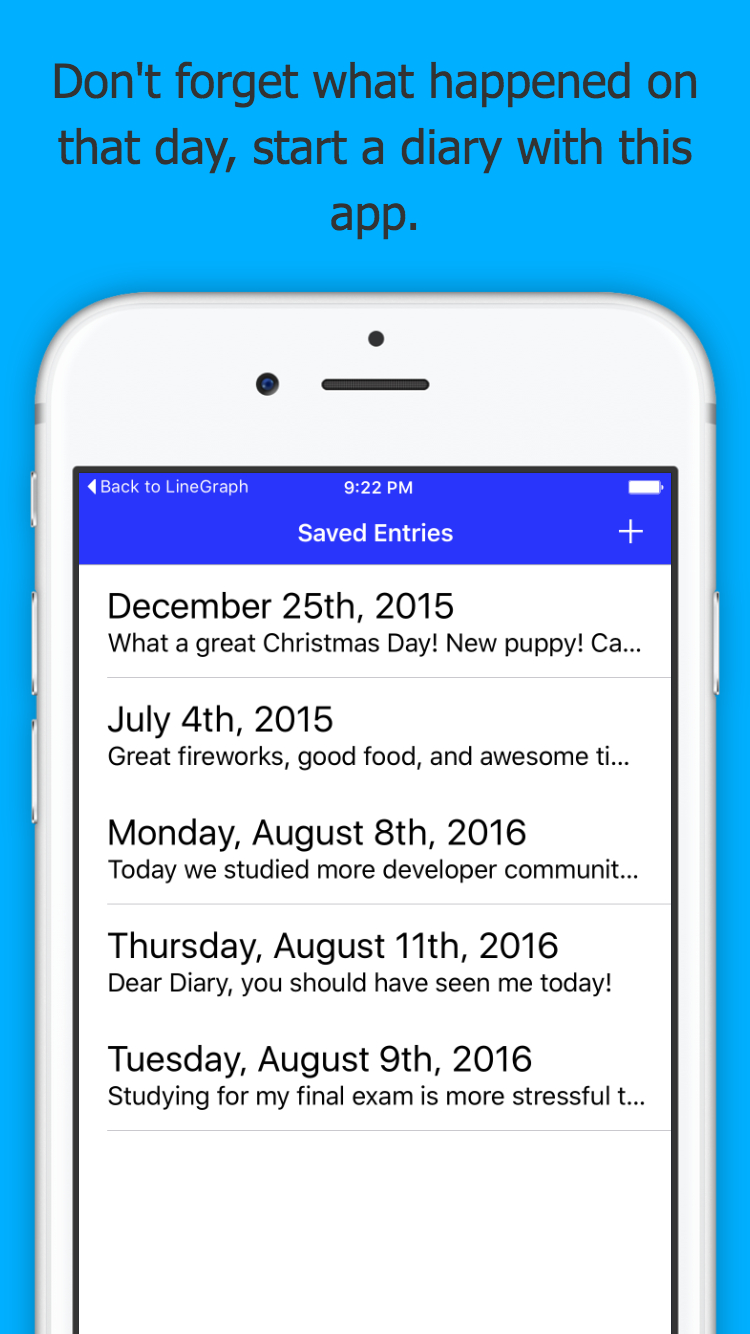 Don't forget what happened on
that day, start a diary with this
app.
Back to LineGraph
9:22 PM
Saved Entries
December 25th, 2015
What a great Christmas Day! New puppy! Ca...
July 4th, 2015
Great fireworks, good food, and awesome ti...
Monday, August 8th, 2016
Today we studied more developer communit...
Thursday, August 11th, 2016
Dear Diary, you should have seen me today!
Tuesday, August 9th, 2016
Studying for my final exam is more stressful t...